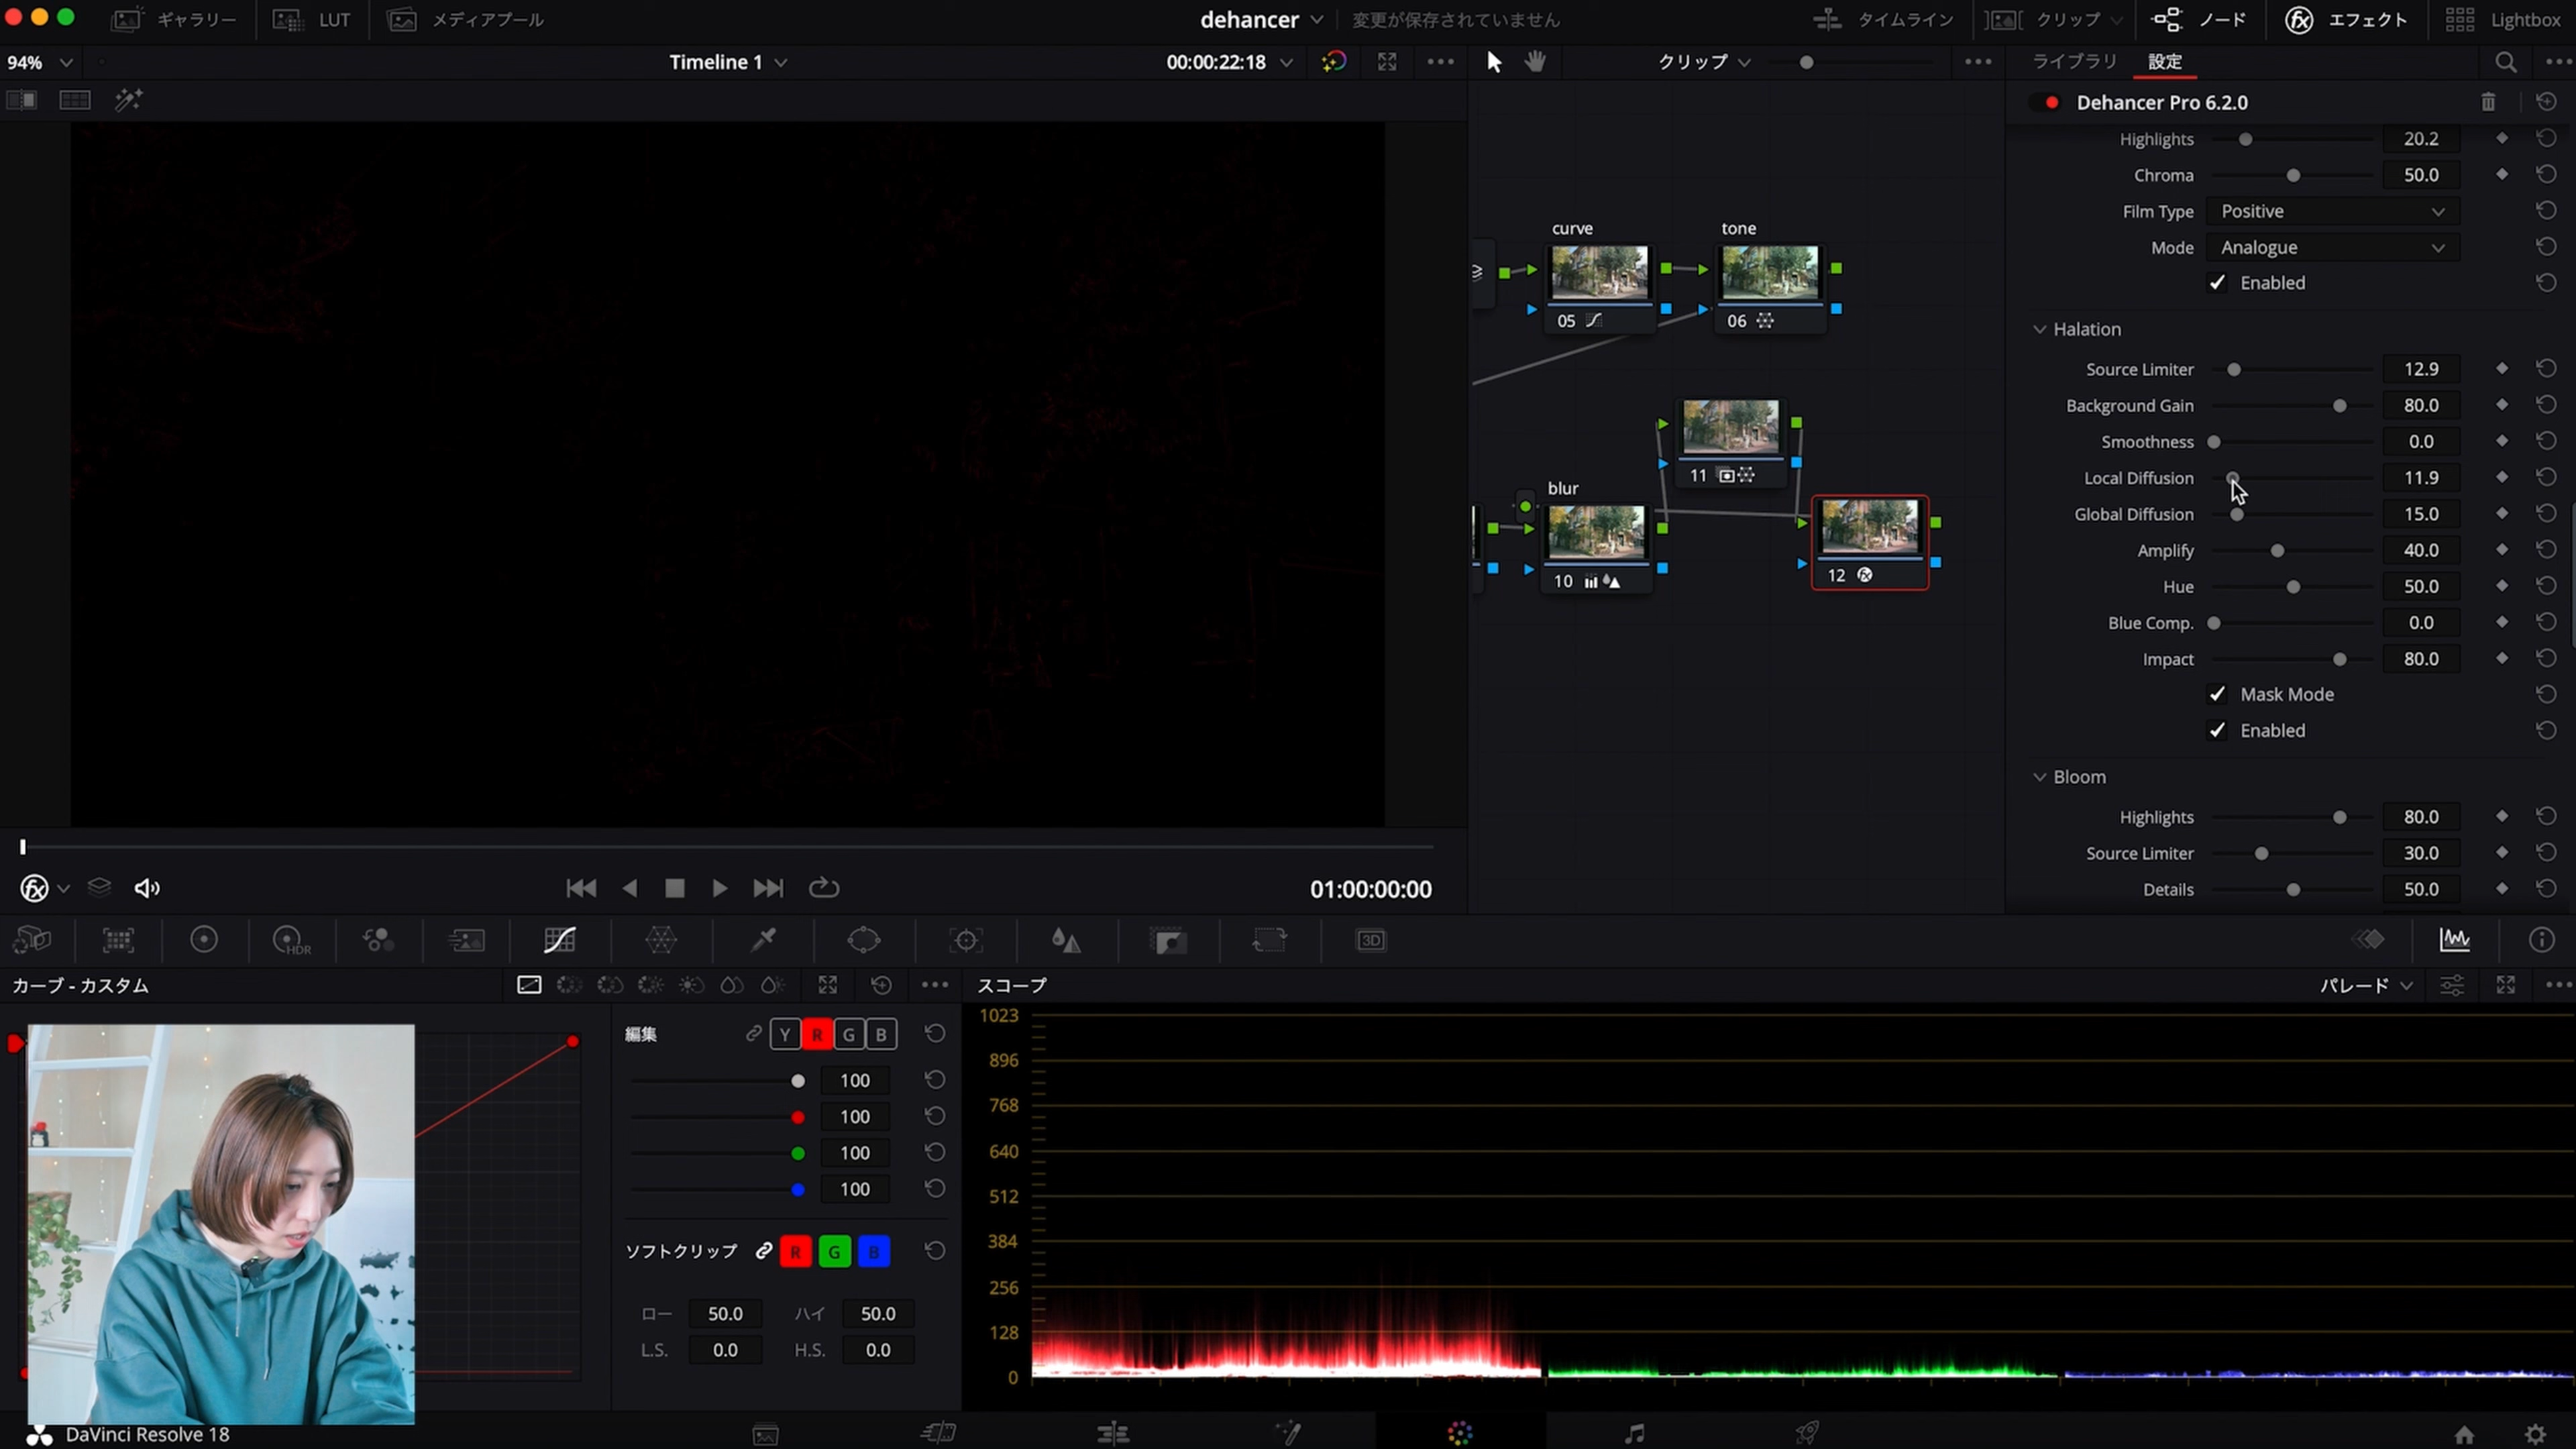 ギャラリー LUT メディアプール dehancer 変更が保存されていません タイムライン クリップ ノード エフェクト Lightbox
94% Timeline 1 00:00:22:18 クリップ ライブラリ 設定
Dehancer Pro 6.2.0
Highlights 20.2
Chroma 50.0
Film Type Positive
Mode Analogue
Enabled
Halation
Source Limiter 12.9
Background Gain 80.0
Smoothness 0.0
Local Diffusion 11.9
Global Diffusion 15.0
Amplify 40.0
Hue 50.0
Blue Comp. 0.0
Impact 80.0
Mask Mode
Enabled
Bloom
Highlights 80.0
Source Limiter 30.0
Details 50.0
curve tone
05 06
11
blur
10 12
01:00:00:00
HDR 3D
カーブ - カスタム スコープ パレード
編集 Y R G B
100
100
100
100
ソフトクリップ R G B
ロー 50.0 ハイ 50.0
L.S. 0.0 H.S. 0.0
1023
896
768
640
512
384
256
128
0
DaVinci Resolve 18